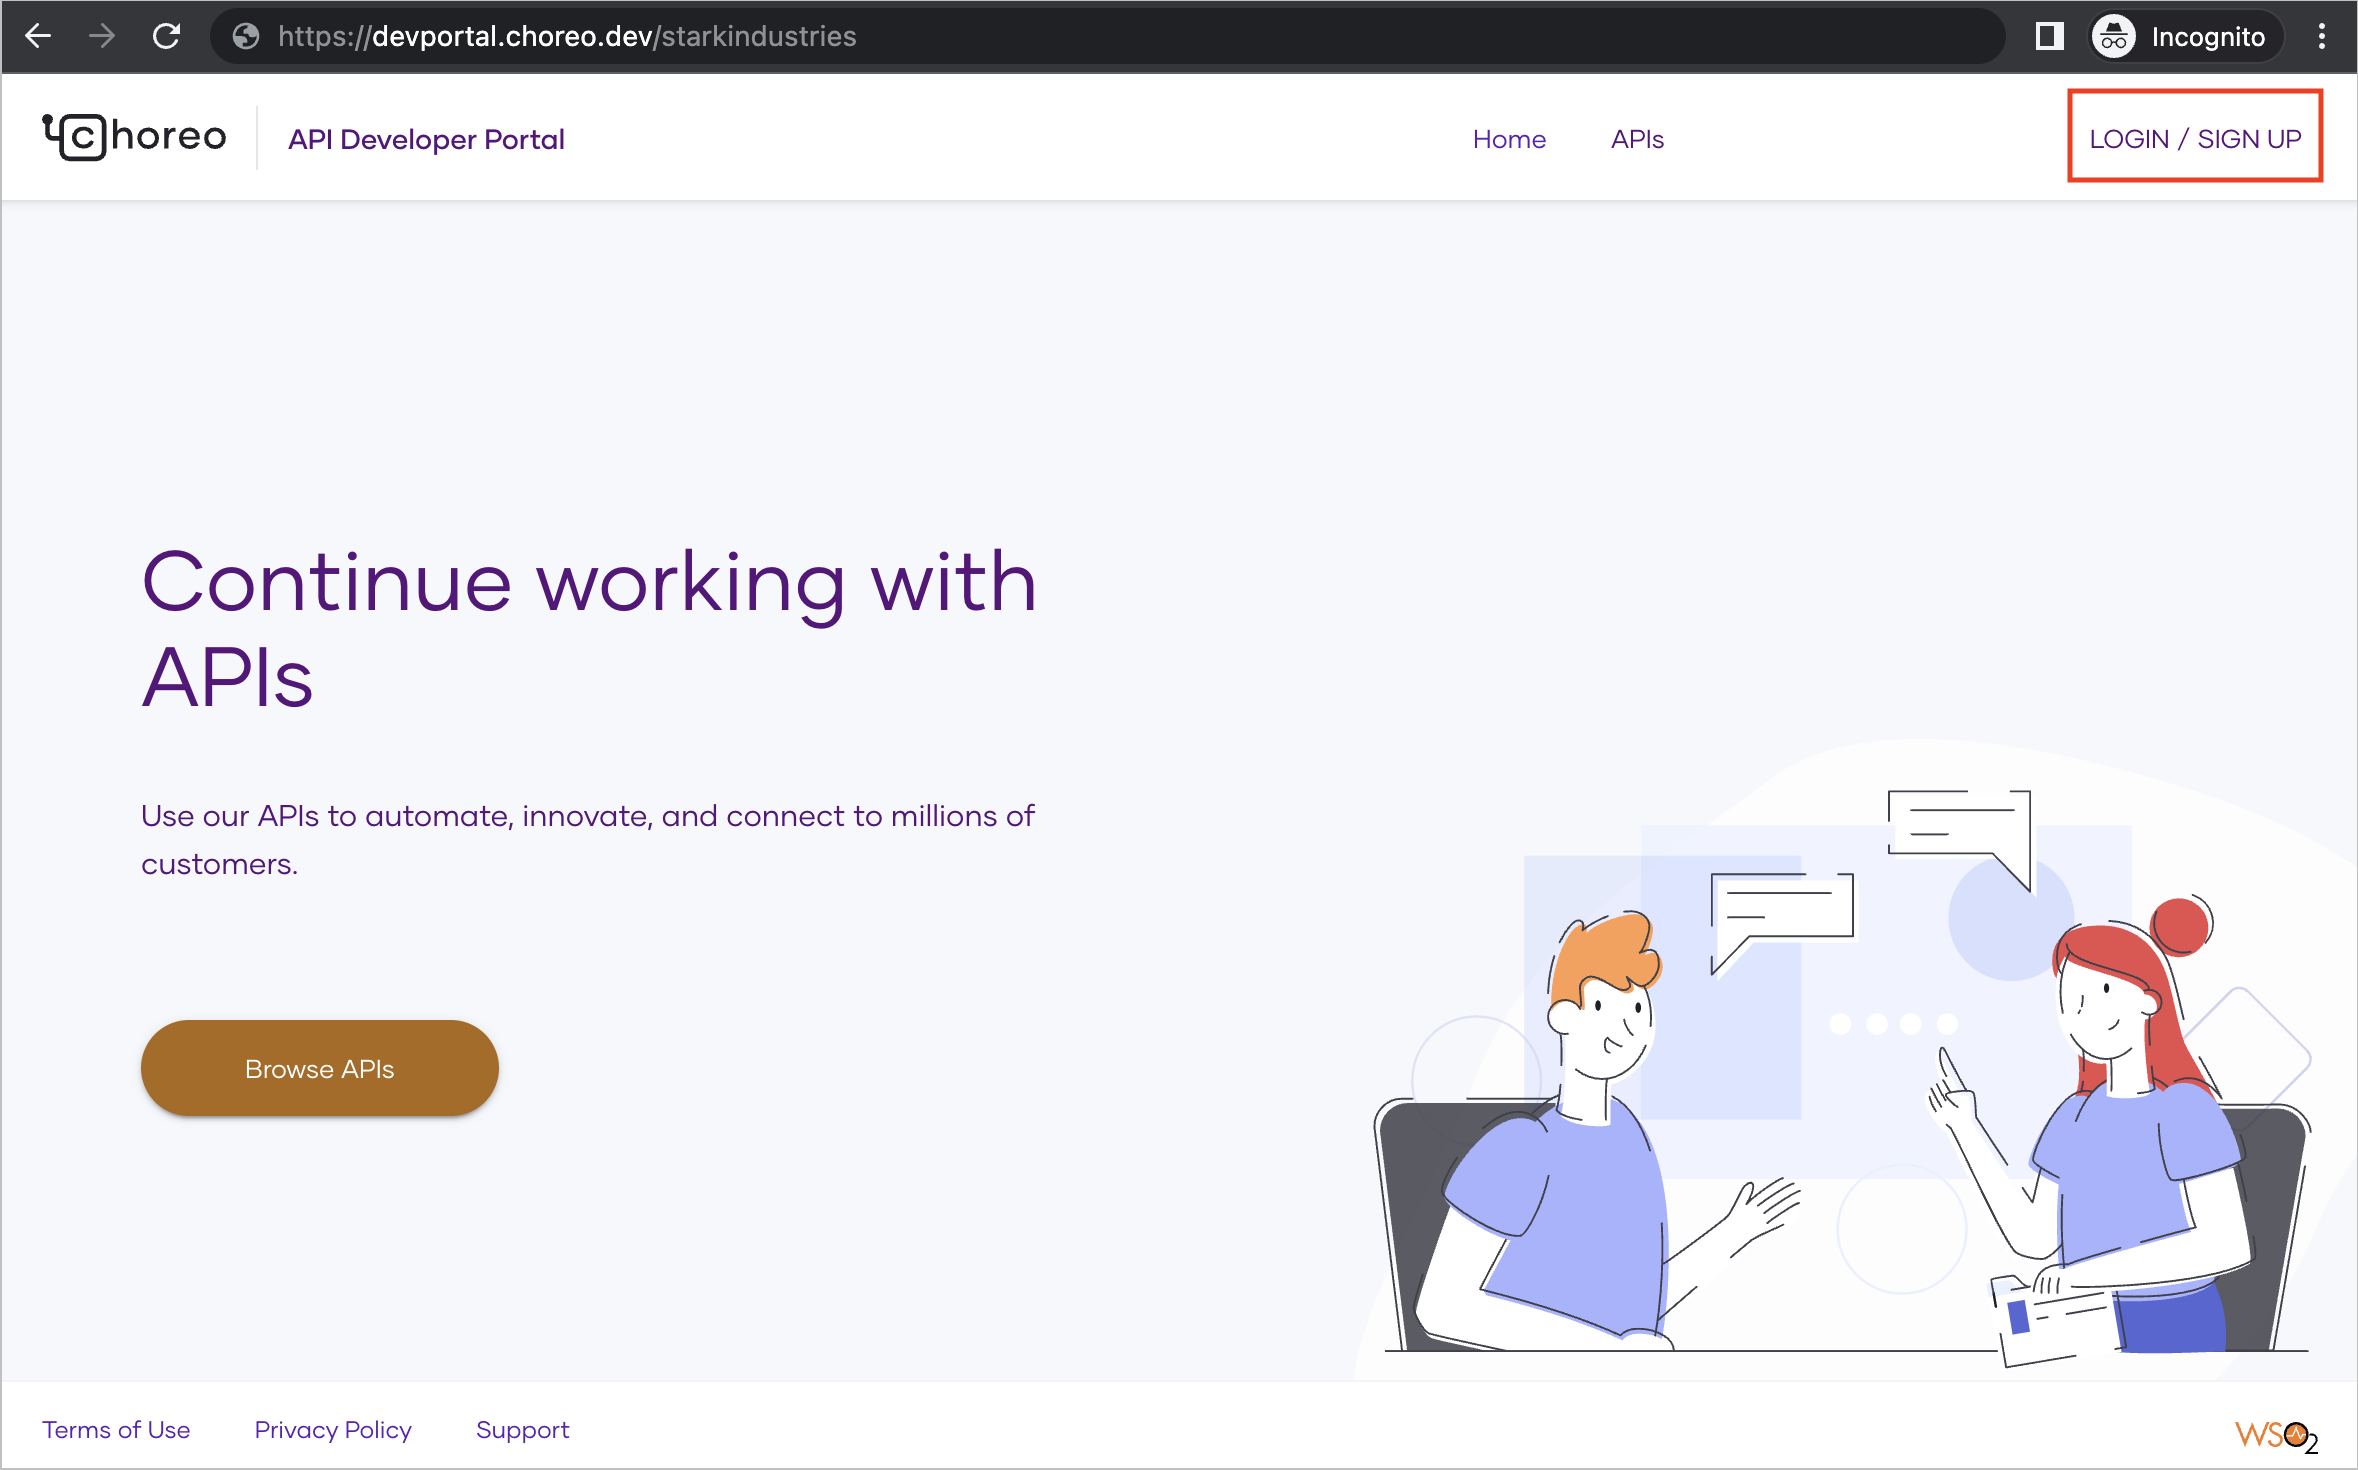 https://devportal.choreo.dev/starkindustries
Incognito
choreo
API Developer Portal
Home
APIs
LOGIN / SIGN UP
Continue working with
APIs
Use our APIs to automate, innovate, and connect to millions of
customers.
Browse APIs
Terms of Use
Privacy Policy
Support
WSO2